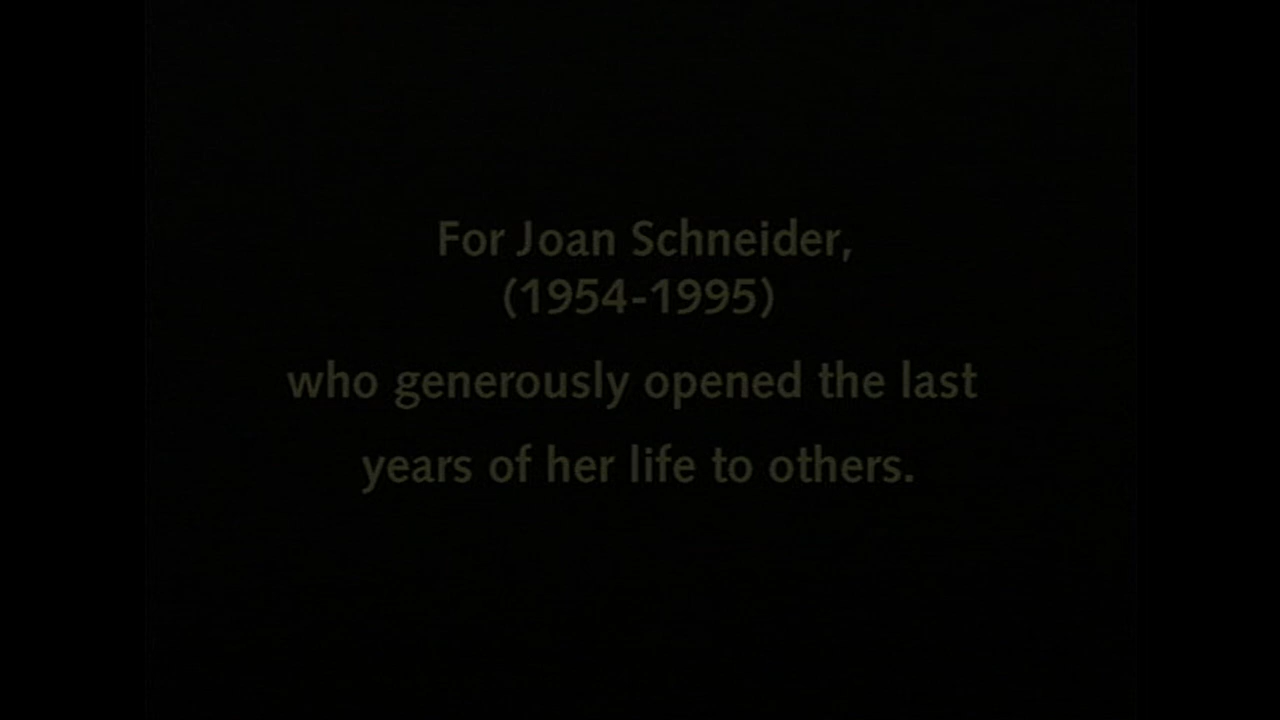 For Joan Schneider,
(1954-1995)
who generously opened the last
years of her life to others.